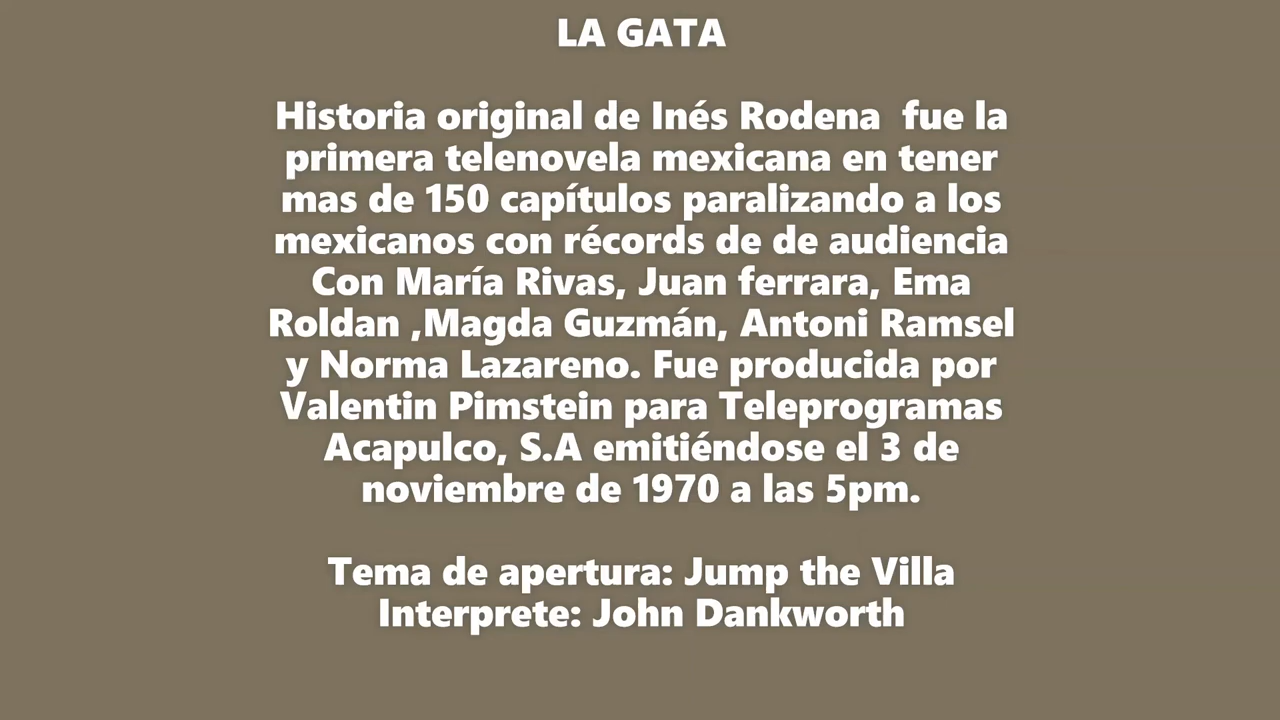 LA GATA
Historia original de Inés Rodena  fue la
primera telenovela mexicana en tener
mas de 150 capítulos paralizando a los
mexicanos con récords de de audiencia
Con María Rivas, Juan ferrara, Ema
Roldan ,Magda Guzmán, Antoni Ramsel
y Norma Lazareno. Fue producida por
Valentin Pimstein para Teleprogramas
Acapulco, S.A emitiéndose el 3 de
noviembre de 1970 a las 5pm.
Tema de apertura: Jump the Villa
Interprete: John Dankworth